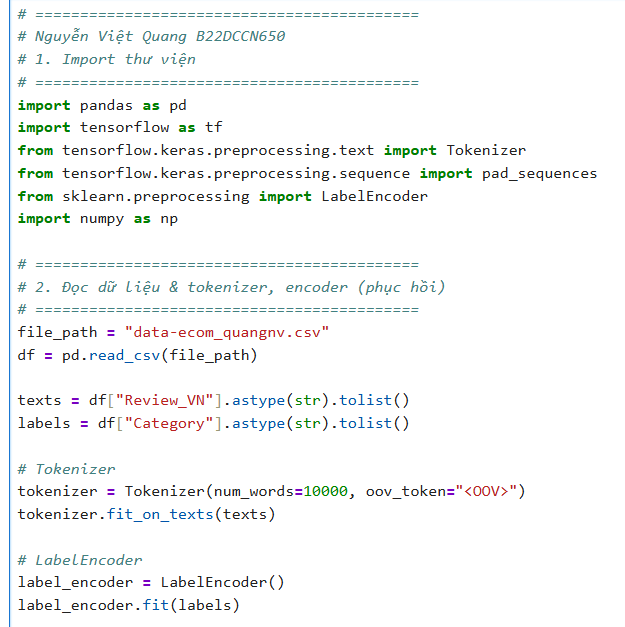 # ===========================================
# Nguyễn Việt Quang B22DCCN650
# 1. Import thư viện
# ===========================================
import pandas as pd
import tensorflow as tf
from tensorflow.keras.preprocessing.text import Tokenizer
from tensorflow.keras.preprocessing.sequence import pad_sequences
from sklearn.preprocessing import LabelEncoder
import numpy as np
# ===========================================
# 2. Đọc dữ liệu & tokenizer, encoder (phục hồi)
# ===========================================
file_path = "data-ecom_quangnv.csv"
df = pd.read_csv(file_path)
texts = df["Review_VN"].astype(str).tolist()
labels = df["Category"].astype(str).tolist()
# Tokenizer
tokenizer = Tokenizer(num_words=10000, oov_token="<OOV>")
tokenizer.fit_on_texts(texts)
# LabelEncoder
label_encoder = LabelEncoder()
label_encoder.fit(labels)